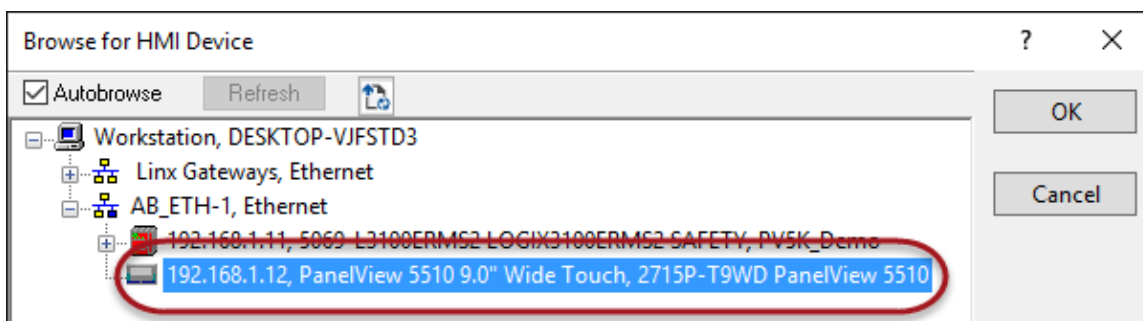 Browse for HMI Device ?
Autobrowse Refresh
OK
Workstation, DESKTOP-VJFSTD3
Linx Gateways, Ethernet
Cancel
AB_ETH-1, Ethernet
192.168.1.11, 5069-L3100ERMS2 LOGIX3100ERMS2 SAFETY, PV5K_Demo
192.168.1.12, PanelView 5510 9.0" Wide Touch, 2715P-T9WD PanelView 5510